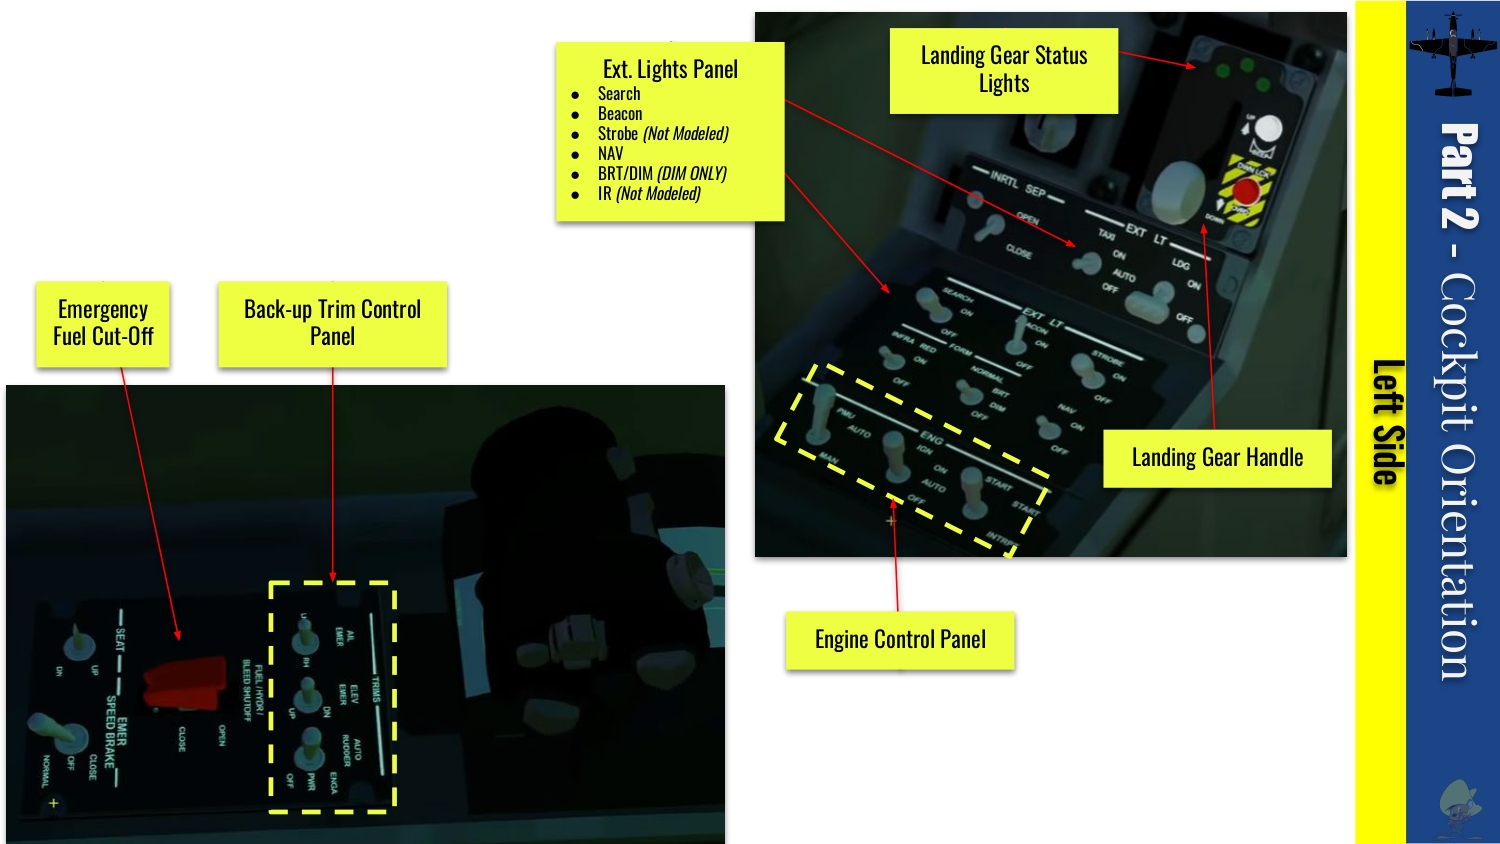 Part 2 - Cockpit Orientation
Left Side
Ext. Lights Panel
● Search
● Beacon
● Strobe (Not Modeled)
● NAV
● BRT/DIM (DIM ONLY)
● IR (Not Modeled)
Landing Gear Status
Lights
Emergency
Fuel Cut-Off
Back-up Trim Control
Panel
Landing Gear Handle
Engine Control Panel
UP
DOWN
INRTL SEP
OPEN
CLOSE
EXT LT
TAXI
ON
AUTO
OFF
LDG
ON
OFF
EXT LT
SEARCH
ON
OFF
ON
OFF
STROBE
ON
OFF
INFRA RED
ON
OFF
FORM
NORMAL
BRT
DIM
OFF
NAV
ON
OFF
ENG
PMU
AUTO
MAN
IGN
ON
AUTO
OFF
START
START
SEAT
UP
DN
EMER
SPEED BRAKE
CLOSE
OFF
NORMAL
FUEL / HYDR /
BLEED SHUTOFF
OPEN
CLOSE
TRIMS
AIL
EMER
RH
ELEV
EMER
DN
UP
AUTO
RUDDER
ENGA
PWR
OFF